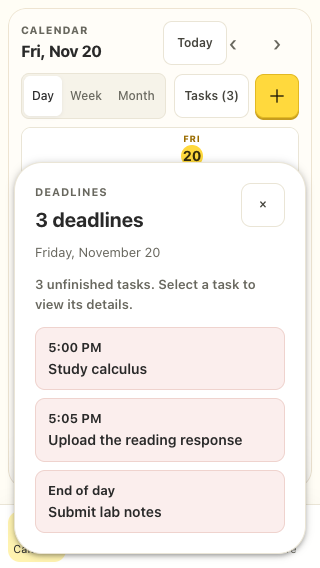 CALENDAR
Fri, Nov 20
Today
Day Week Month
Tasks (3)
FRI
20
DEADLINES
3 deadlines
×
Friday, November 20
3 unfinished tasks. Select a task to
view its details.
5:00 PM
Study calculus
5:05 PM
Upload the reading response
End of day
Submit lab notes